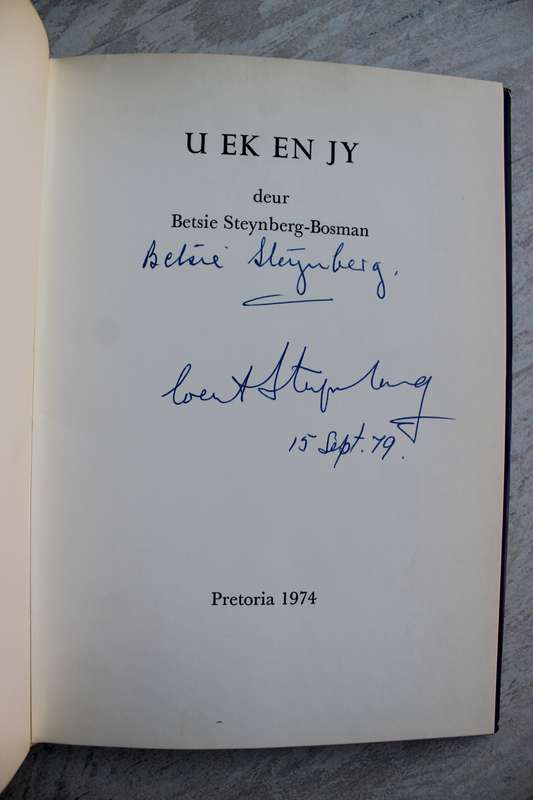 U EK EN JY
deur
Betsie Steynberg-Bosman
Betsie Steynberg.
Coert Steynberg
15 Sept. 79.
Pretoria 1974